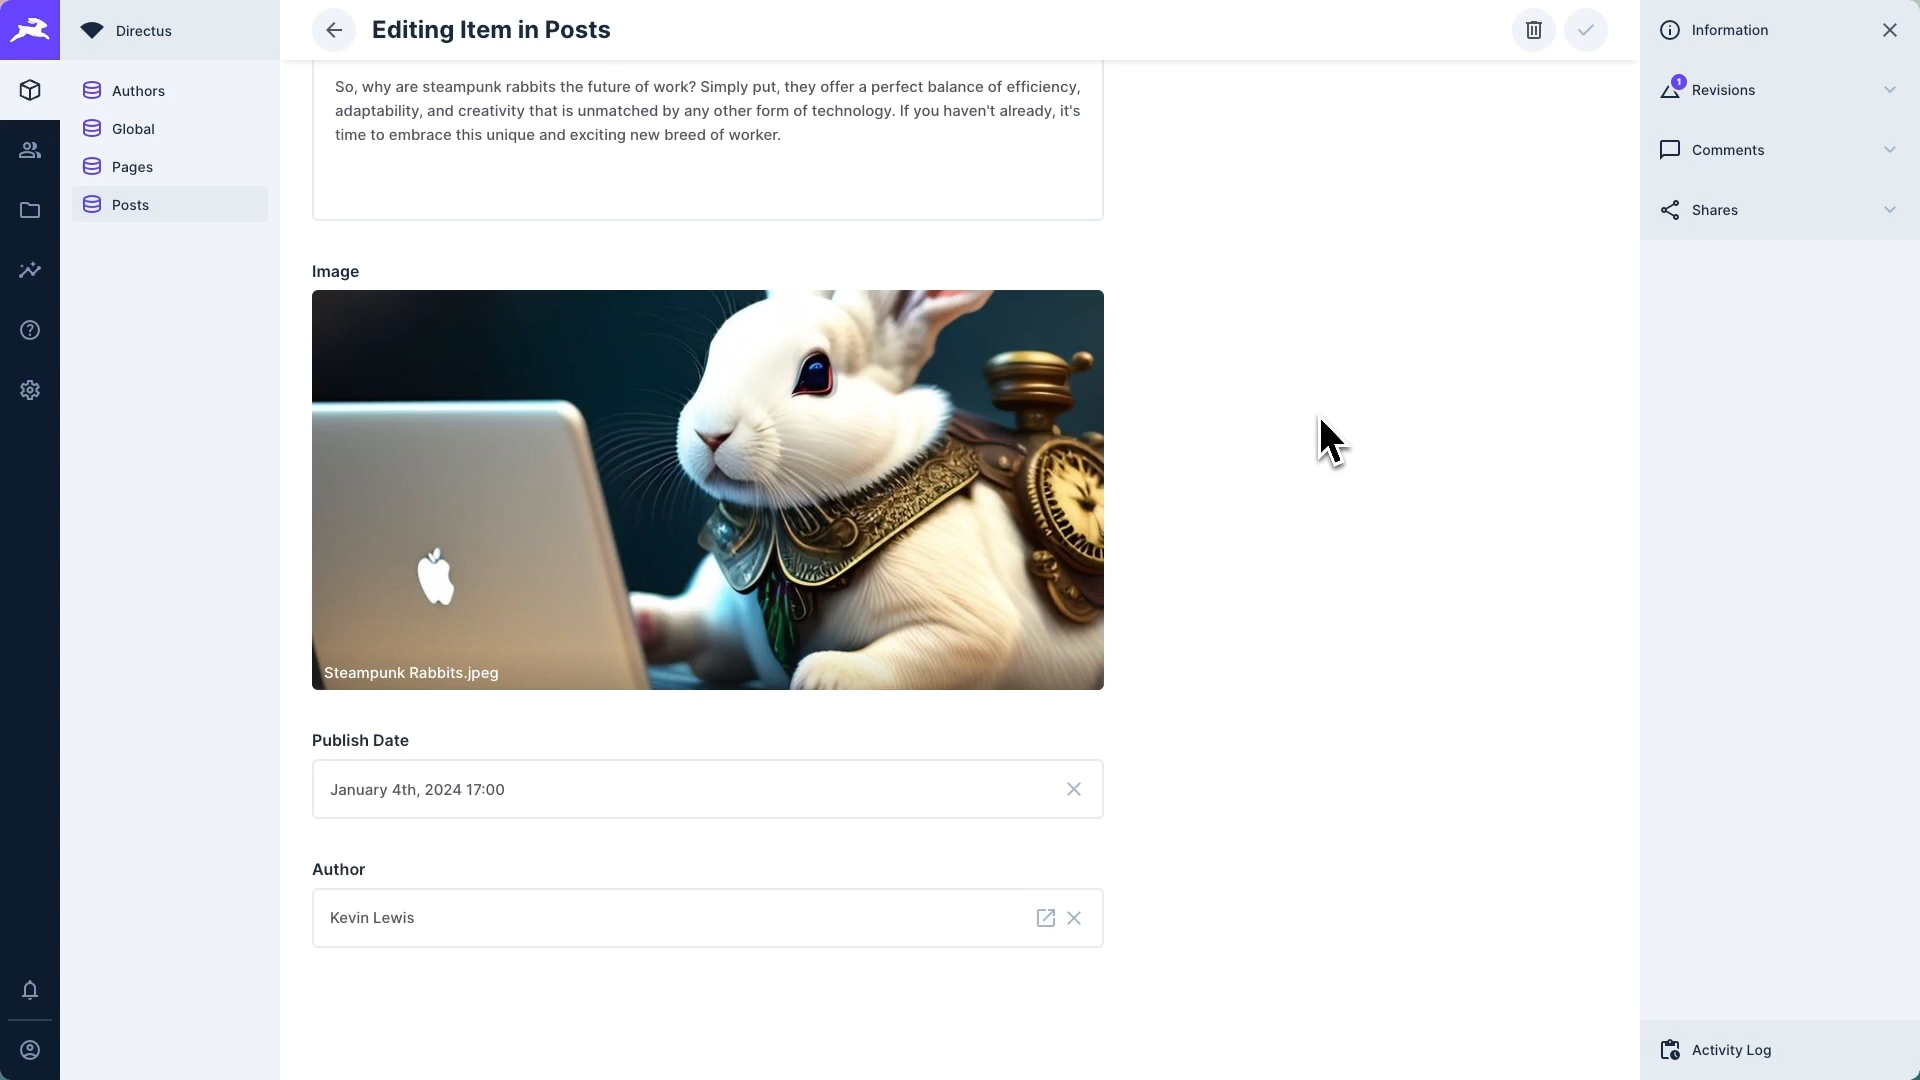 Directus
Authors
Global
Pages
Posts
Editing Item in Posts
So, why are steampunk rabbits the future of work? Simply put, they offer a perfect balance of efficiency,
adaptability, and creativity that is unmatched by any other form of technology. If you haven't already, it's
time to embrace this unique and exciting new breed of worker.
Image
Steampunk Rabbits.jpeg
Publish Date
January 4th, 2024 17:00
Author
Kevin Lewis
Information
1
Revisions
Comments
Shares
Activity Log